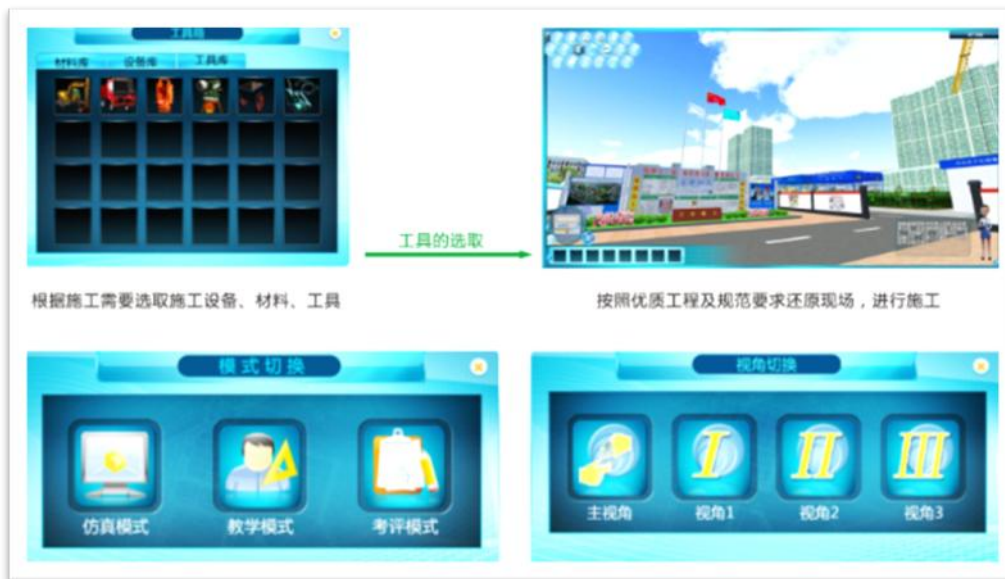 工具箱
材料库 设备库 工具库
工具的选取
根据施工需要选取施工设备、材料、工具
按照优质工程及规范要求还原现场，进行施工
模式切换
仿真模式 教学模式 考评模式
视角切换
I II III
主视角 视角1 视角2 视角3